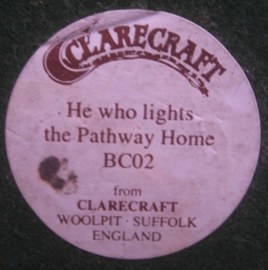 CLARECRAFT
He who lights
the Pathway Home
BC02
from
CLARECRAFT
WOOLPIT · SUFFOLK
ENGLAND